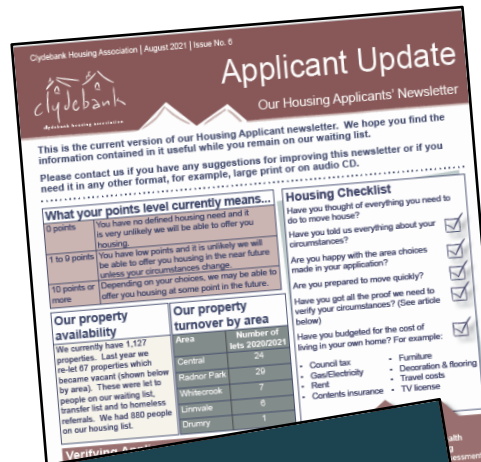 Clydebank Housing Association | August 2021 | Issue No. 6
Applicant Update
Our Housing Applicants' Newsletter
clydebank
clydebank housing association
This is the current version of our Housing Applicant newsletter. We hope you find the
information contained in it useful while you remain on our waiting list.
Please contact us if you have any suggestions for improving this newsletter or if you
need it in any other format, for example, large print or on audio CD.
What your points level currently means...
0 points
You have no defined housing need and it
is very unlikely we will be able to offer you
housing.
1 to 9 points
You have low points and it is unlikely we will
be able to offer you housing in the near future
unless your circumstances change.
10 points or
more
Depending on your choices, we may be able to
offer you housing at some point in the future.
Housing Checklist
Have you thought of everything you need to
do to move house?
Have you told us everything about your
circumstances?
Are you happy with the area choices
made in your application?
Are you prepared to move quickly?
Have you got all the proof we need to
verify your circumstances? (See article
below)
Have you budgeted for the cost of
living in your own home? For example:
• Council tax
• Gas/Electricity
• Rent
• Contents insurance
• Furniture
• Decoration & flooring
• Travel costs
• TV license
Our property
availability
We currently have 1,127
properties. Last year we
re-let 67 properties which
became vacant (shown below
by area). These were let to
people on our waiting list,
transfer list and to homeless
referrals. We had 880 people
on our housing list.
Our property
turnover by area
Area
Number of
lets 2020/2021
Central 24
Radnor Park 29
Whitecrook 7
Linnvale 6
Drumry 1
Verifying